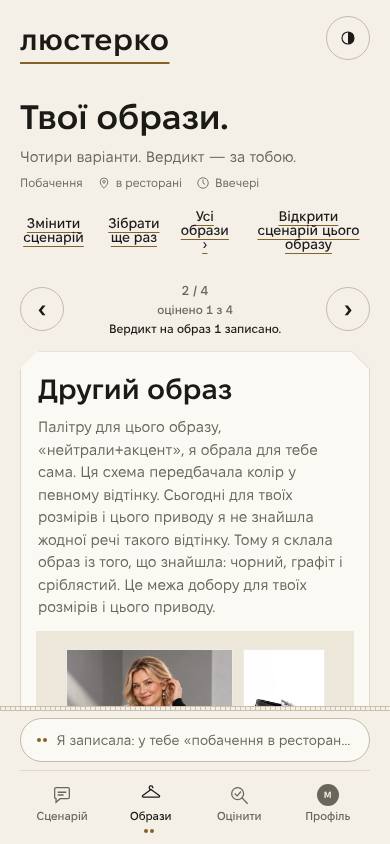 люстерко
Твої образи.
Чотири варіанти. Вердикт — за тобою.
Побачення в ресторані Ввечері
Змінити
сценарій
Зібрати
ще раз
Усі
образи
›
Відкрити
сценарій цього
образу
‹
2 / 4
оцінено 1 з 4
Вердикт на образ 1 записано.
›
Другий образ
Палітру для цього образу,
«нейтрали+акцент», я обрала для тебе
сама. Ця схема передбачала колір у
певному відтінку. Сьогодні для твоїх
розмірів і цього приводу я не знайшла
жодної речі такого відтінку. Тому я склала
образ із того, що знайшла: чорний, графіт і
сріблястий. Це межа добору для твоїх
розмірів і цього приводу.
Я записала: у тебе «побачення в ресторан...
Сценарій
Образи
Оцінити
М
Профіль